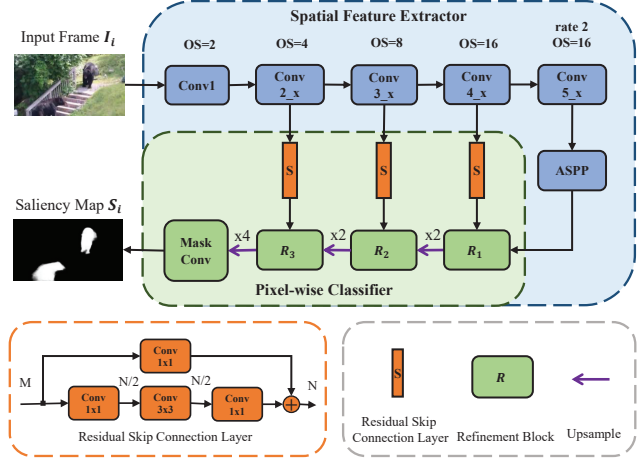 Spatial Feature Extractor
Input Frame I_i
OS=2
OS=4
OS=8
OS=16
rate 2
OS=16
Conv1
Conv
2_x
Conv
3_x
Conv
4_x
Conv
5_x
S
S
S
ASPP
Saliency Map S_i
Mask
Conv
x4
R_3
x2
R_2
x2
R_1
Pixel-wise Classifier
Conv
1x1
M
N/2
N/2
N
Conv
1x1
Conv
3x3
Conv
1x1
Residual Skip Connection Layer
S
R
Residual Skip
Connection Layer
Refinement Block
Upsample